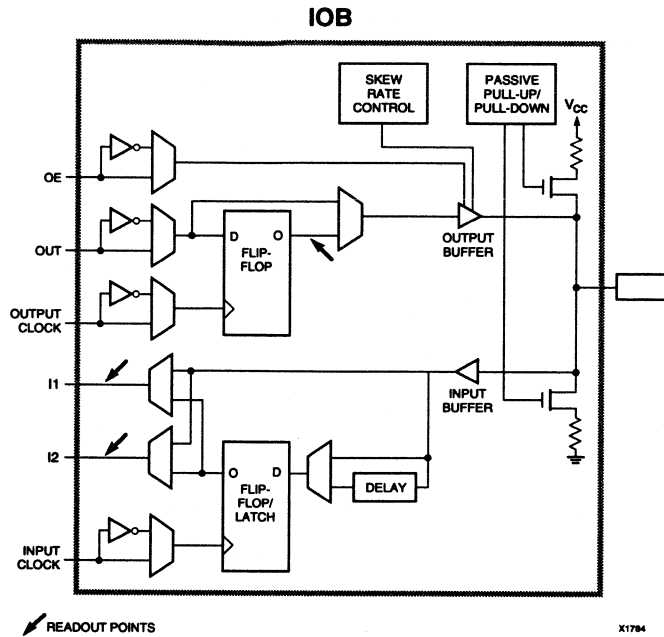 IOB
SKEW
RATE
CONTROL
PASSIVE
PULL-UP/
PULL-DOWN
VCC
OE
OUT
D O
FLIP-
FLOP
OUTPUT
BUFFER
OUTPUT
CLOCK
I1
INPUT
BUFFER
I2
O D
FLIP-
FLOP/
LATCH
DELAY
INPUT
CLOCK
READOUT POINTS
X1794